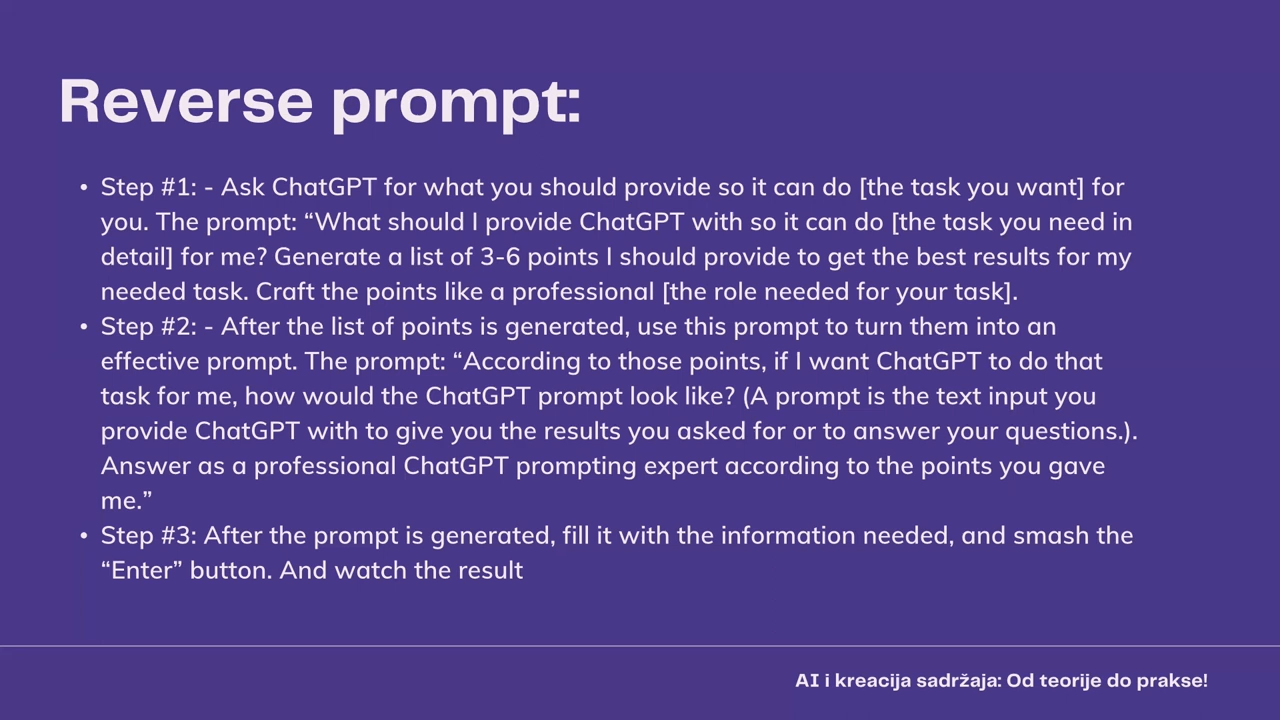 Reverse prompt:
• Step #1: - Ask ChatGPT for what you should provide so it can do [the task you want] for
you. The prompt: “What should I provide ChatGPT with so it can do [the task you need in
detail] for me? Generate a list of 3-6 points I should provide to get the best results for my
needed task. Craft the points like a professional [the role needed for your task].
• Step #2: - After the list of points is generated, use this prompt to turn them into an
effective prompt. The prompt: “According to those points, if I want ChatGPT to do that
task for me, how would the ChatGPT prompt look like? (A prompt is the text input you
provide ChatGPT with to give you the results you asked for or to answer your questions.).
Answer as a professional ChatGPT prompting expert according to the points you gave
me.”
• Step #3: After the prompt is generated, fill it with the information needed, and smash the
“Enter” button. And watch the result
AI i kreacija sadržaja: Od teorije do prakse!